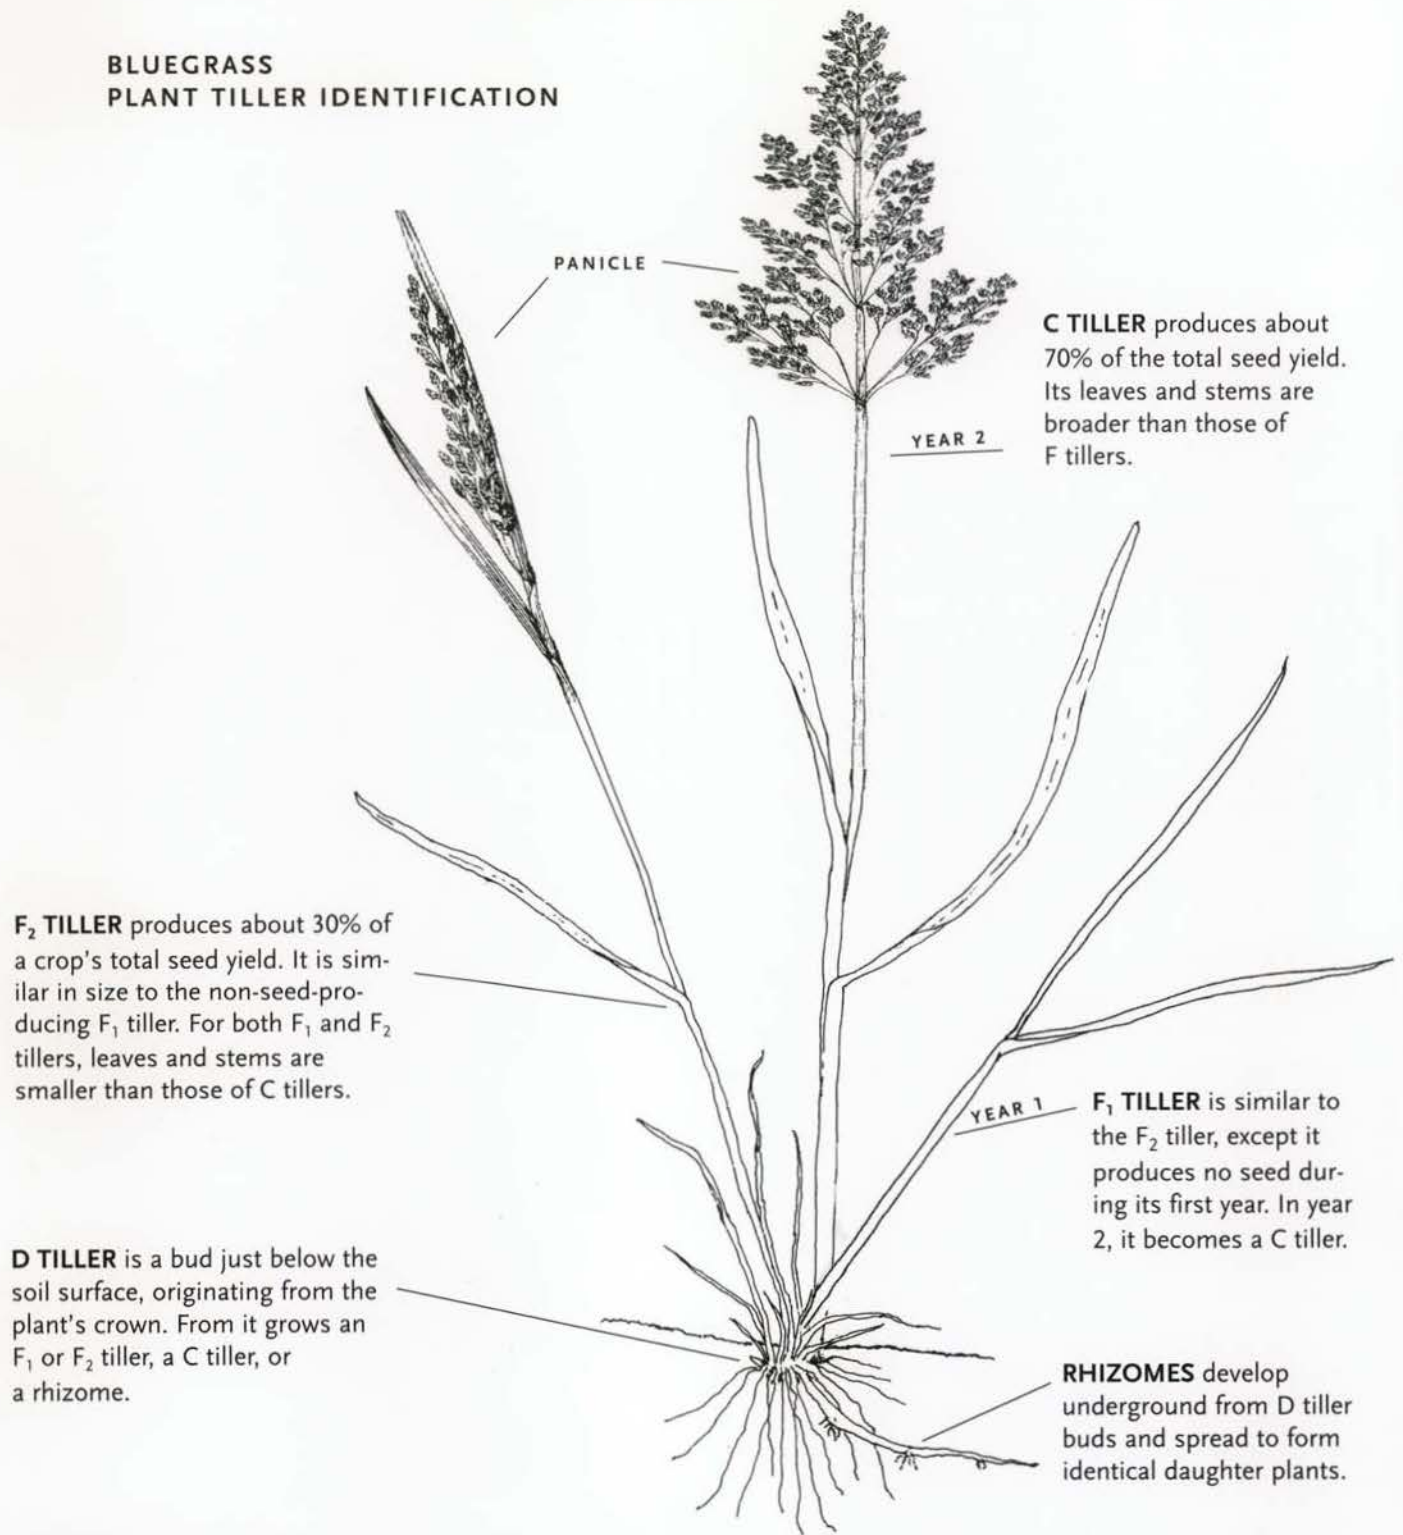 BLUEGRASS
PLANT TILLER IDENTIFICATION
PANICLE
C TILLER produces about
70% of the total seed yield.
Its leaves and stems are
broader than those of
F tillers.
YEAR 2
F₂ TILLER produces about 30% of
a crop's total seed yield. It is sim-
ilar in size to the non-seed-pro-
ducing F₁ tiller. For both F₁ and F₂
tillers, leaves and stems are
smaller than those of C tillers.
YEAR 1
F₁ TILLER is similar to
the F₂ tiller, except it
produces no seed dur-
ing its first year. In year
2, it becomes a C tiller.
D TILLER is a bud just below the
soil surface, originating from the
plant's crown. From it grows an
F₁ or F₂ tiller, a C tiller, or
a rhizome.
RHIZOMES develop
underground from D tiller
buds and spread to form
identical daughter plants.